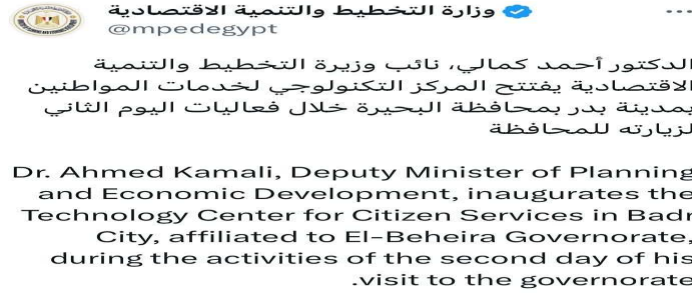 وزارة التخطيط والتنمية الاقتصادية
@mpedegypt
الدكتور أحمد كمالي، نائب وزيرة التخطيط والتنمية
الاقتصادية يفتتح المركز التكنولوجي لخدمات المواطنين
بمدينة بدر بمحافظة البحيرة خلال فعاليات اليوم الثاني
لزيارته للمحافظة
Dr. Ahmed Kamali, Deputy Minister of Planning
and Economic Development, inaugurates the
Technology Center for Citizen Services in Badr
City, affiliated to El-Beheira Governorate,
during the activities of the second day of his
.visit to the governorate